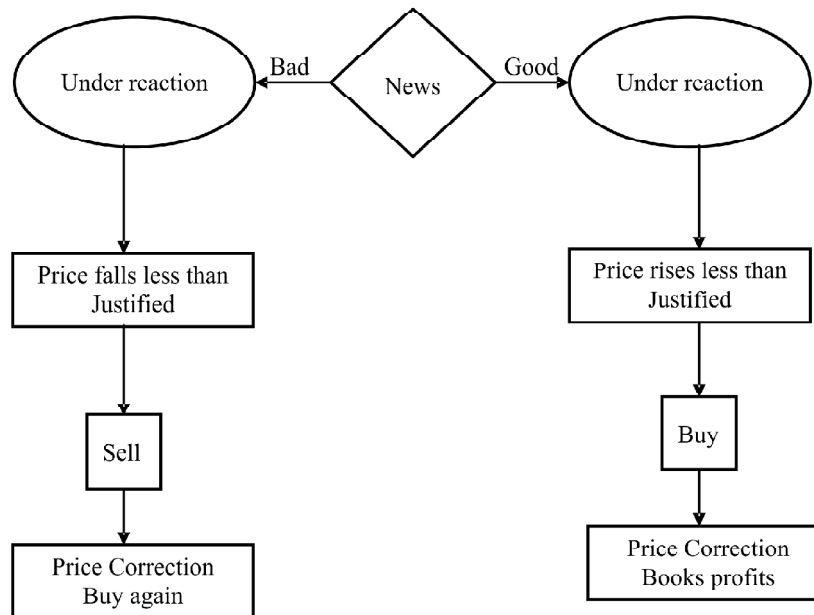 Bad
Good
Under reaction
News
Under reaction
Price falls less than
Justified
Price rises less than
Justified
Sell
Buy
Price Correction
Buy again
Price Correction
Books profits